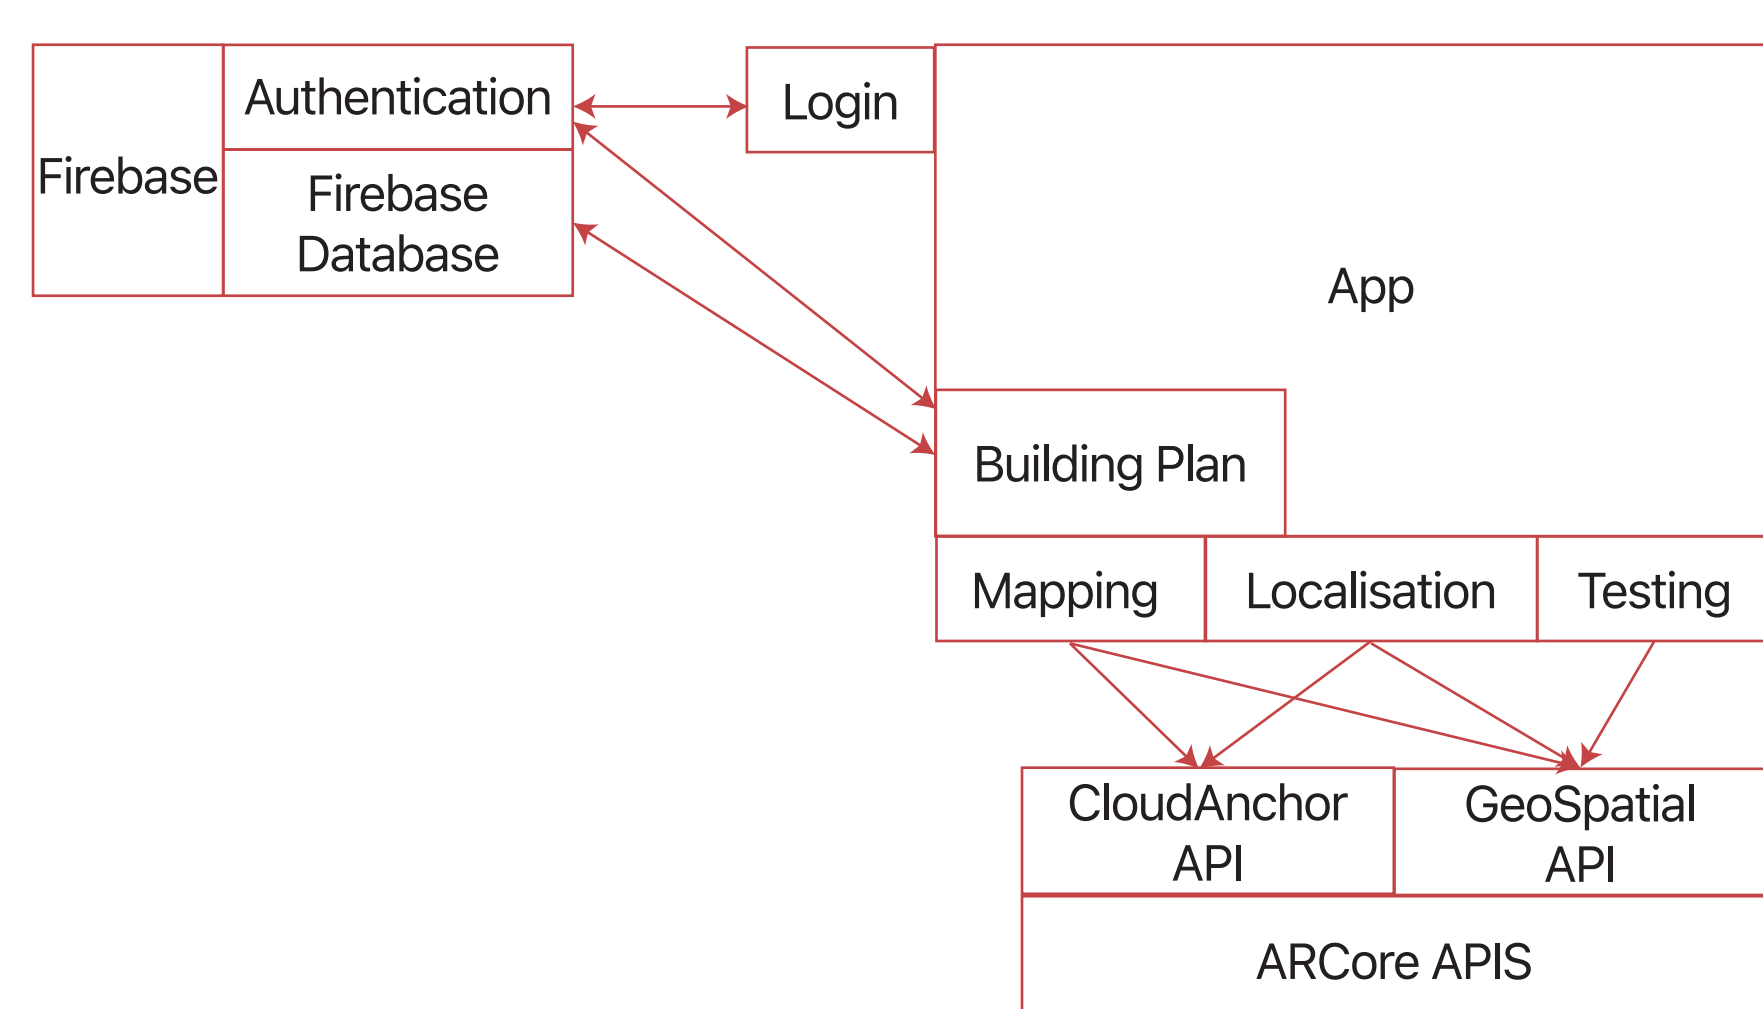 Firebase
Authentication
Firebase
Database
Login
App
Building Plan
Mapping
Localisation
Testing
CloudAnchor
API
GeoSpatial
API
ARCore APIS